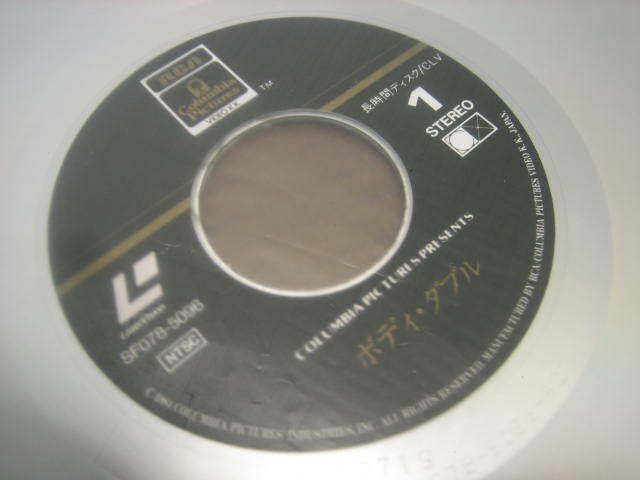 RCA
Columbia
Pictures
VIDEO
TM
長時間ディスク/CLV
1
STEREO
LaserVision
SF078-5096
NTSC
COLUMBIA PICTURES PRESENTS
ボディ・ダブル
© 1984 COLUMBIA PICTURES INDUSTRIES, INC. ALL RIGHTS RESERVED. MANUFACTURED BY RCA COLUMBIA PICTURES VIDEO K.K., JAPAN.